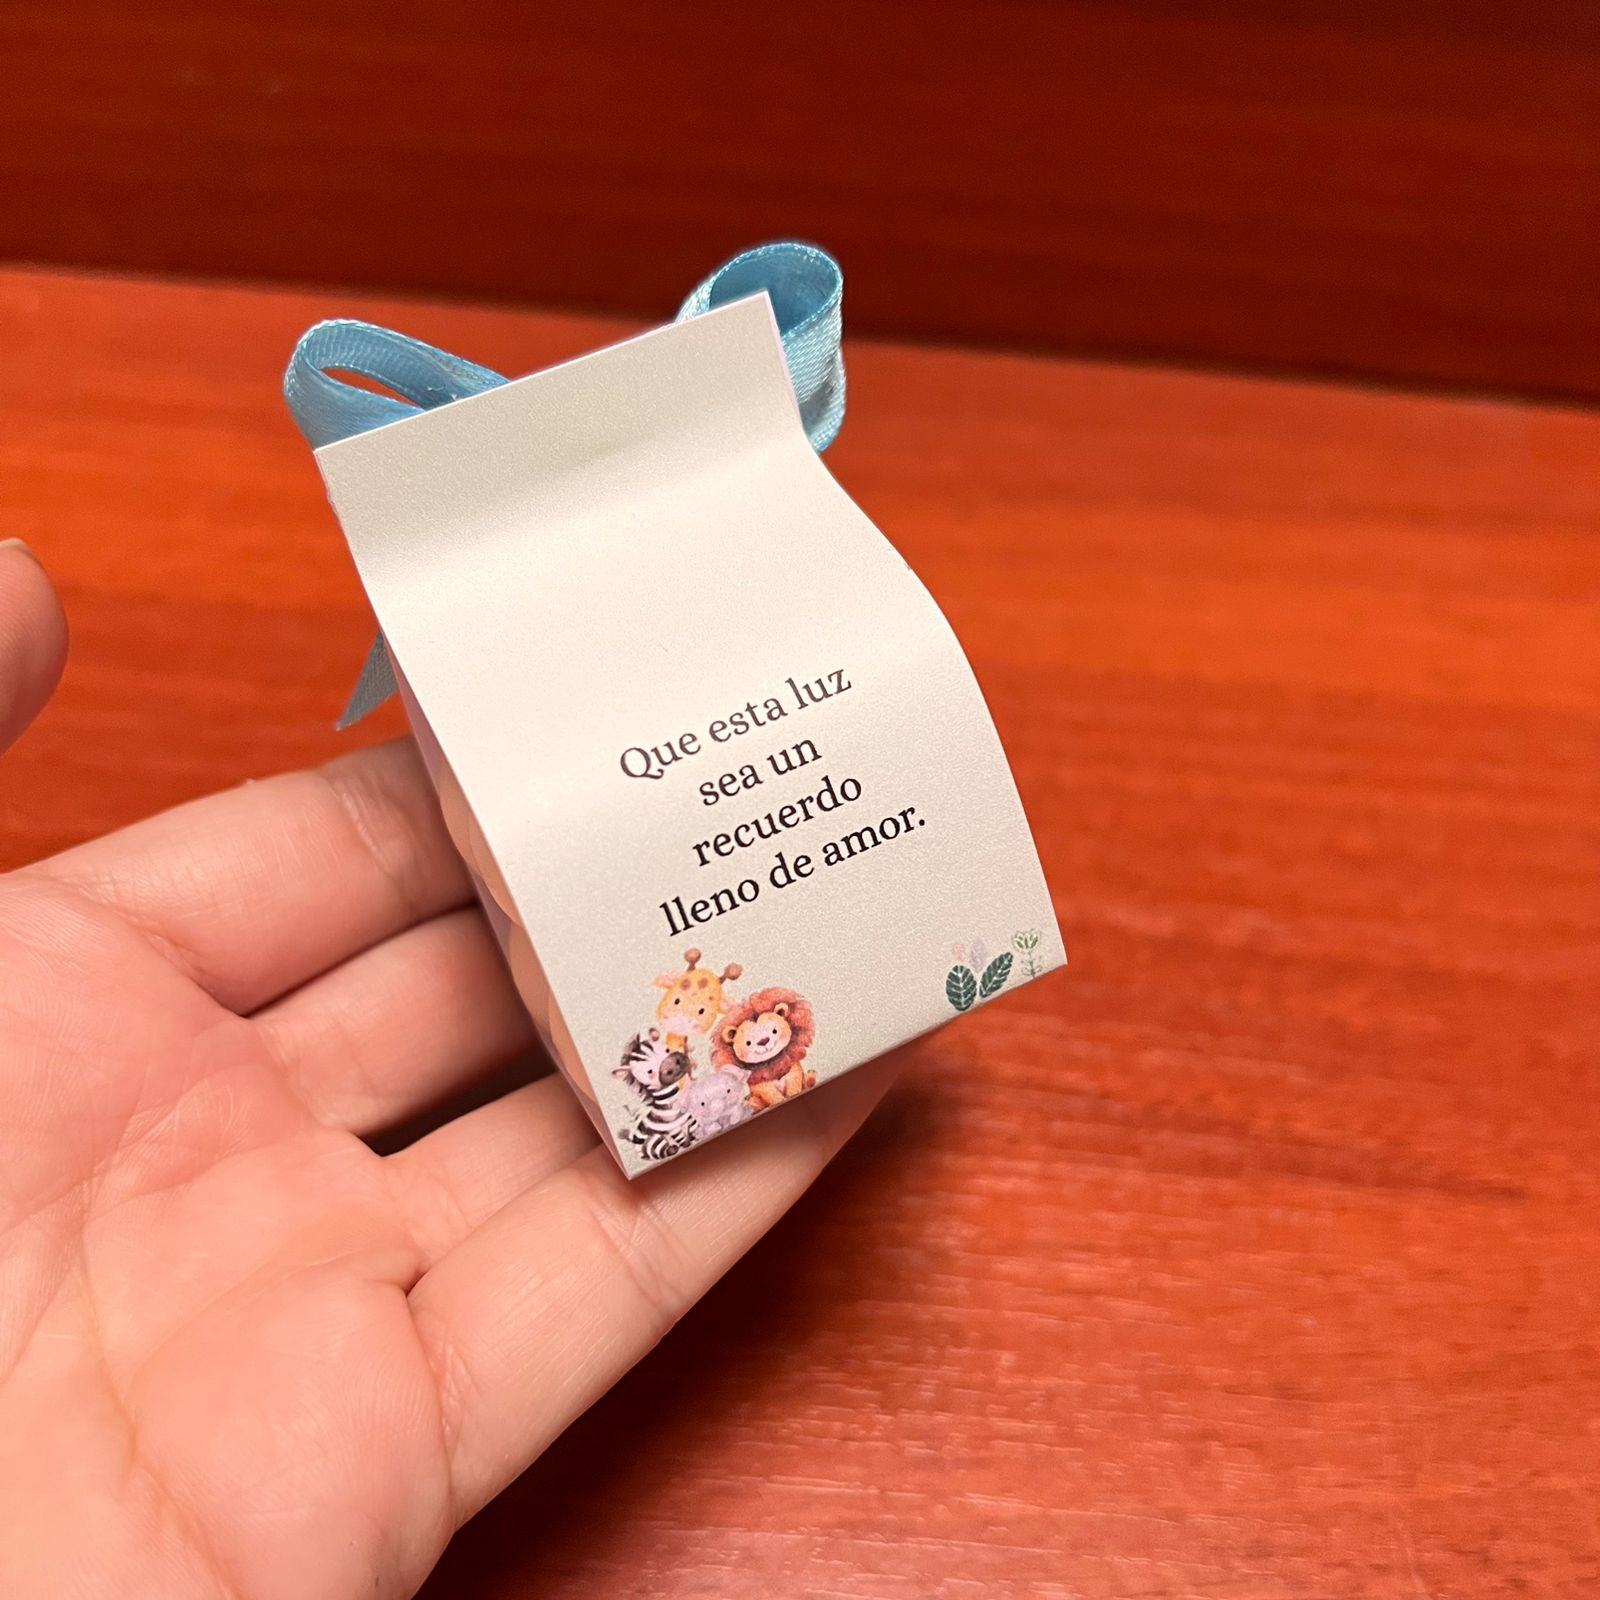 Que esta luz
sea un
recuerdo
lleno de amor.